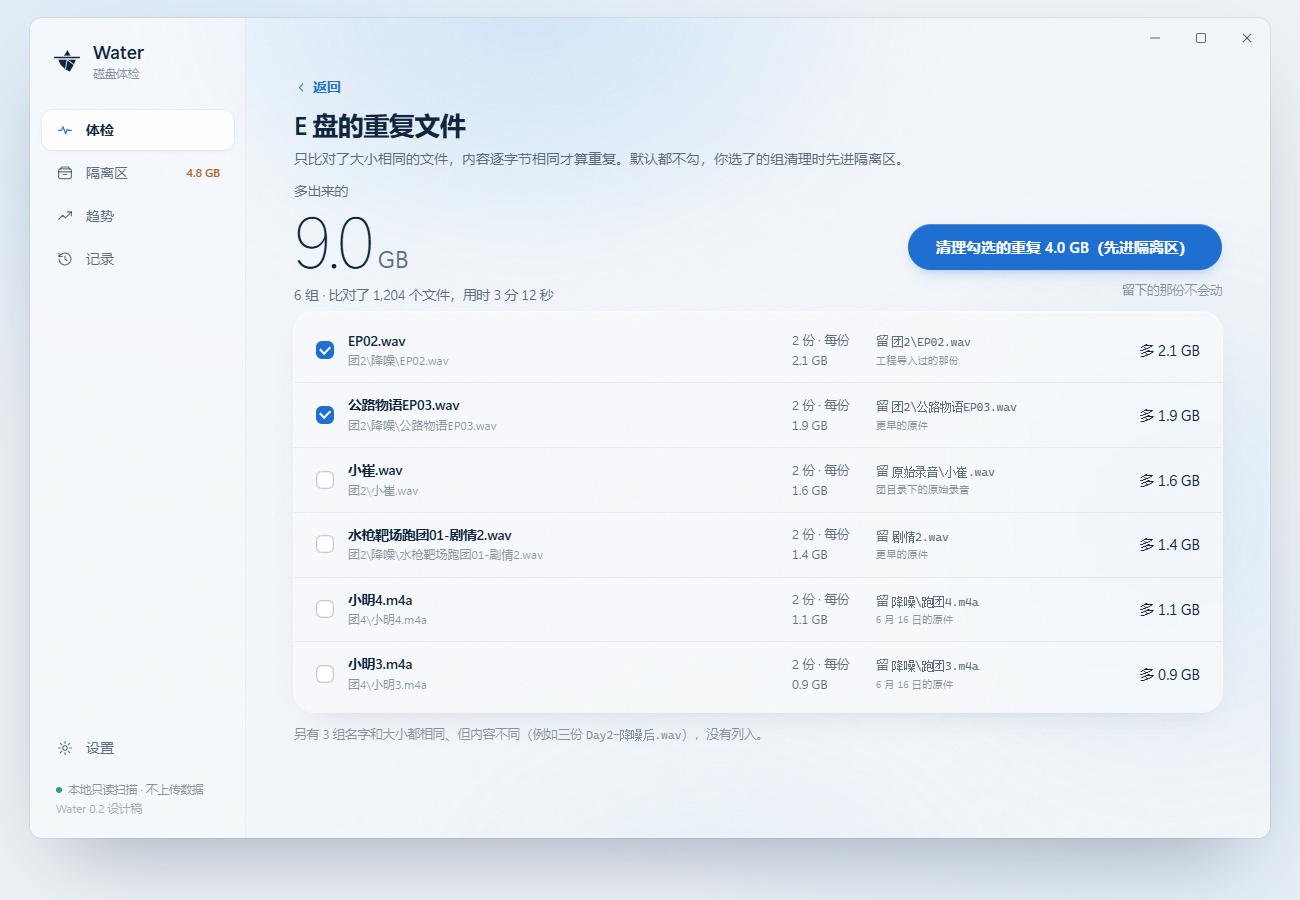 Water
磁盘体检
体检
隔离区 4.8 GB
趋势
记录
设置
本地只读扫描 · 不上传数据
Water 0.2 设计稿
返回
E 盘的重复文件
只比对了大小相同的文件，内容逐字节相同才算重复。默认都不勾，你选了的组清理时先进隔离区。
多出来的
9.0 GB
清理勾选的重复 4.0 GB（先进隔离区）
6 组 · 比对了 1,204 个文件，用时 3 分 12 秒
留下的那份不会动
EP02.wav
团2\降噪\EP02.wav
2 份 · 每份
2.1 GB
留 团2\EP02.wav
工程导入过的那份
多 2.1 GB
公路物语EP03.wav
团2\降噪\公路物语EP03.wav
2 份 · 每份
1.9 GB
留 团2\公路物语EP03.wav
更早的原件
多 1.9 GB
小崔.wav
团2\小崔.wav
2 份 · 每份
1.6 GB
留 原始录音\小崔.wav
团目录下的原始录音
多 1.6 GB
水枪靶场跑团01-剧情2.wav
团2\降噪\水枪靶场跑团01-剧情2.wav
2 份 · 每份
1.4 GB
留 剧情2.wav
更早的原件
多 1.4 GB
小明4.m4a
团4\小明4.m4a
2 份 · 每份
1.1 GB
留 降噪\跑团4.m4a
6 月 16 日的原件
多 1.1 GB
小明3.m4a
团4\小明3.m4a
2 份 · 每份
0.9 GB
留 降噪\跑团3.m4a
6 月 16 日的原件
多 0.9 GB
另有 3 组名字和大小都相同、但内容不同（例如三份 Day2-降噪后.wav），没有列入。